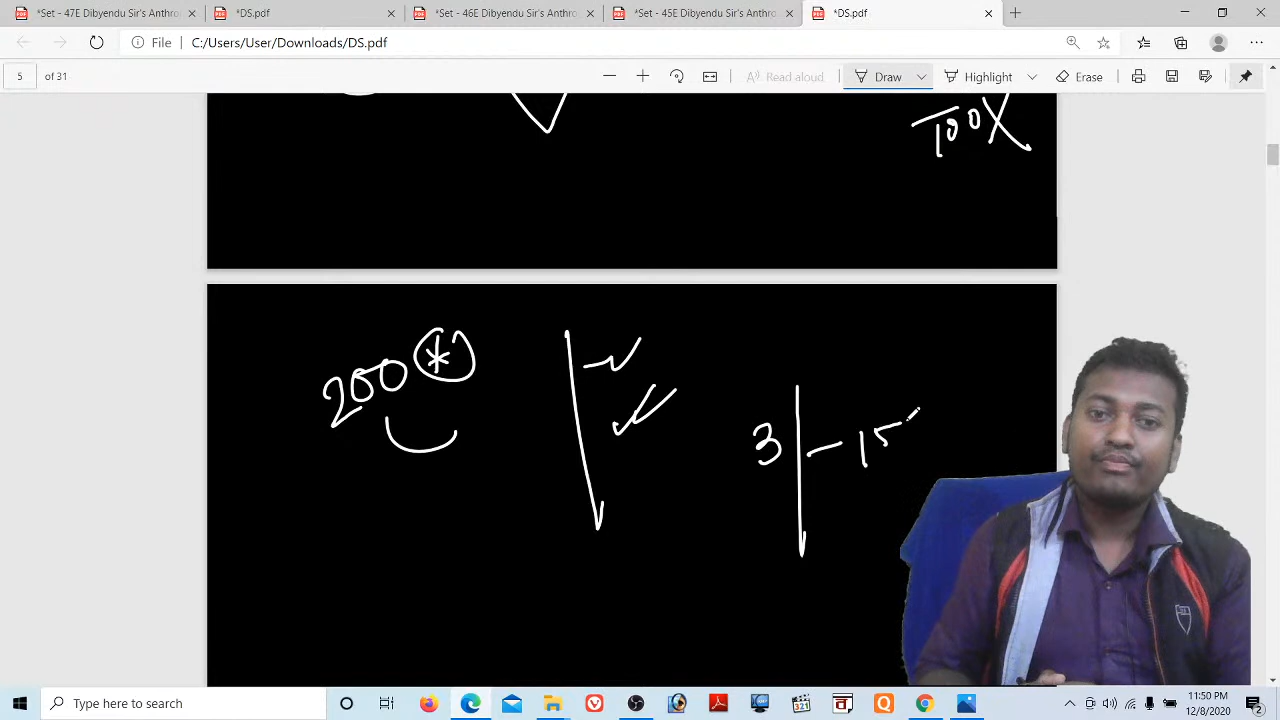 *Set - 47E Dibyendu Sir's Anthro
*DS.pdf
*Set - 46E Dibyendu Sir's Anthro
*Set - 45E Dibyendu Sir's Anthro
*DS.pdf
File C:/Users/User/Downloads/DS.pdf
5 of 31 Read aloud Draw Highlight Erase
100X
200 *
3 - 15
Type here to search
11:50 PM
12/8/2020